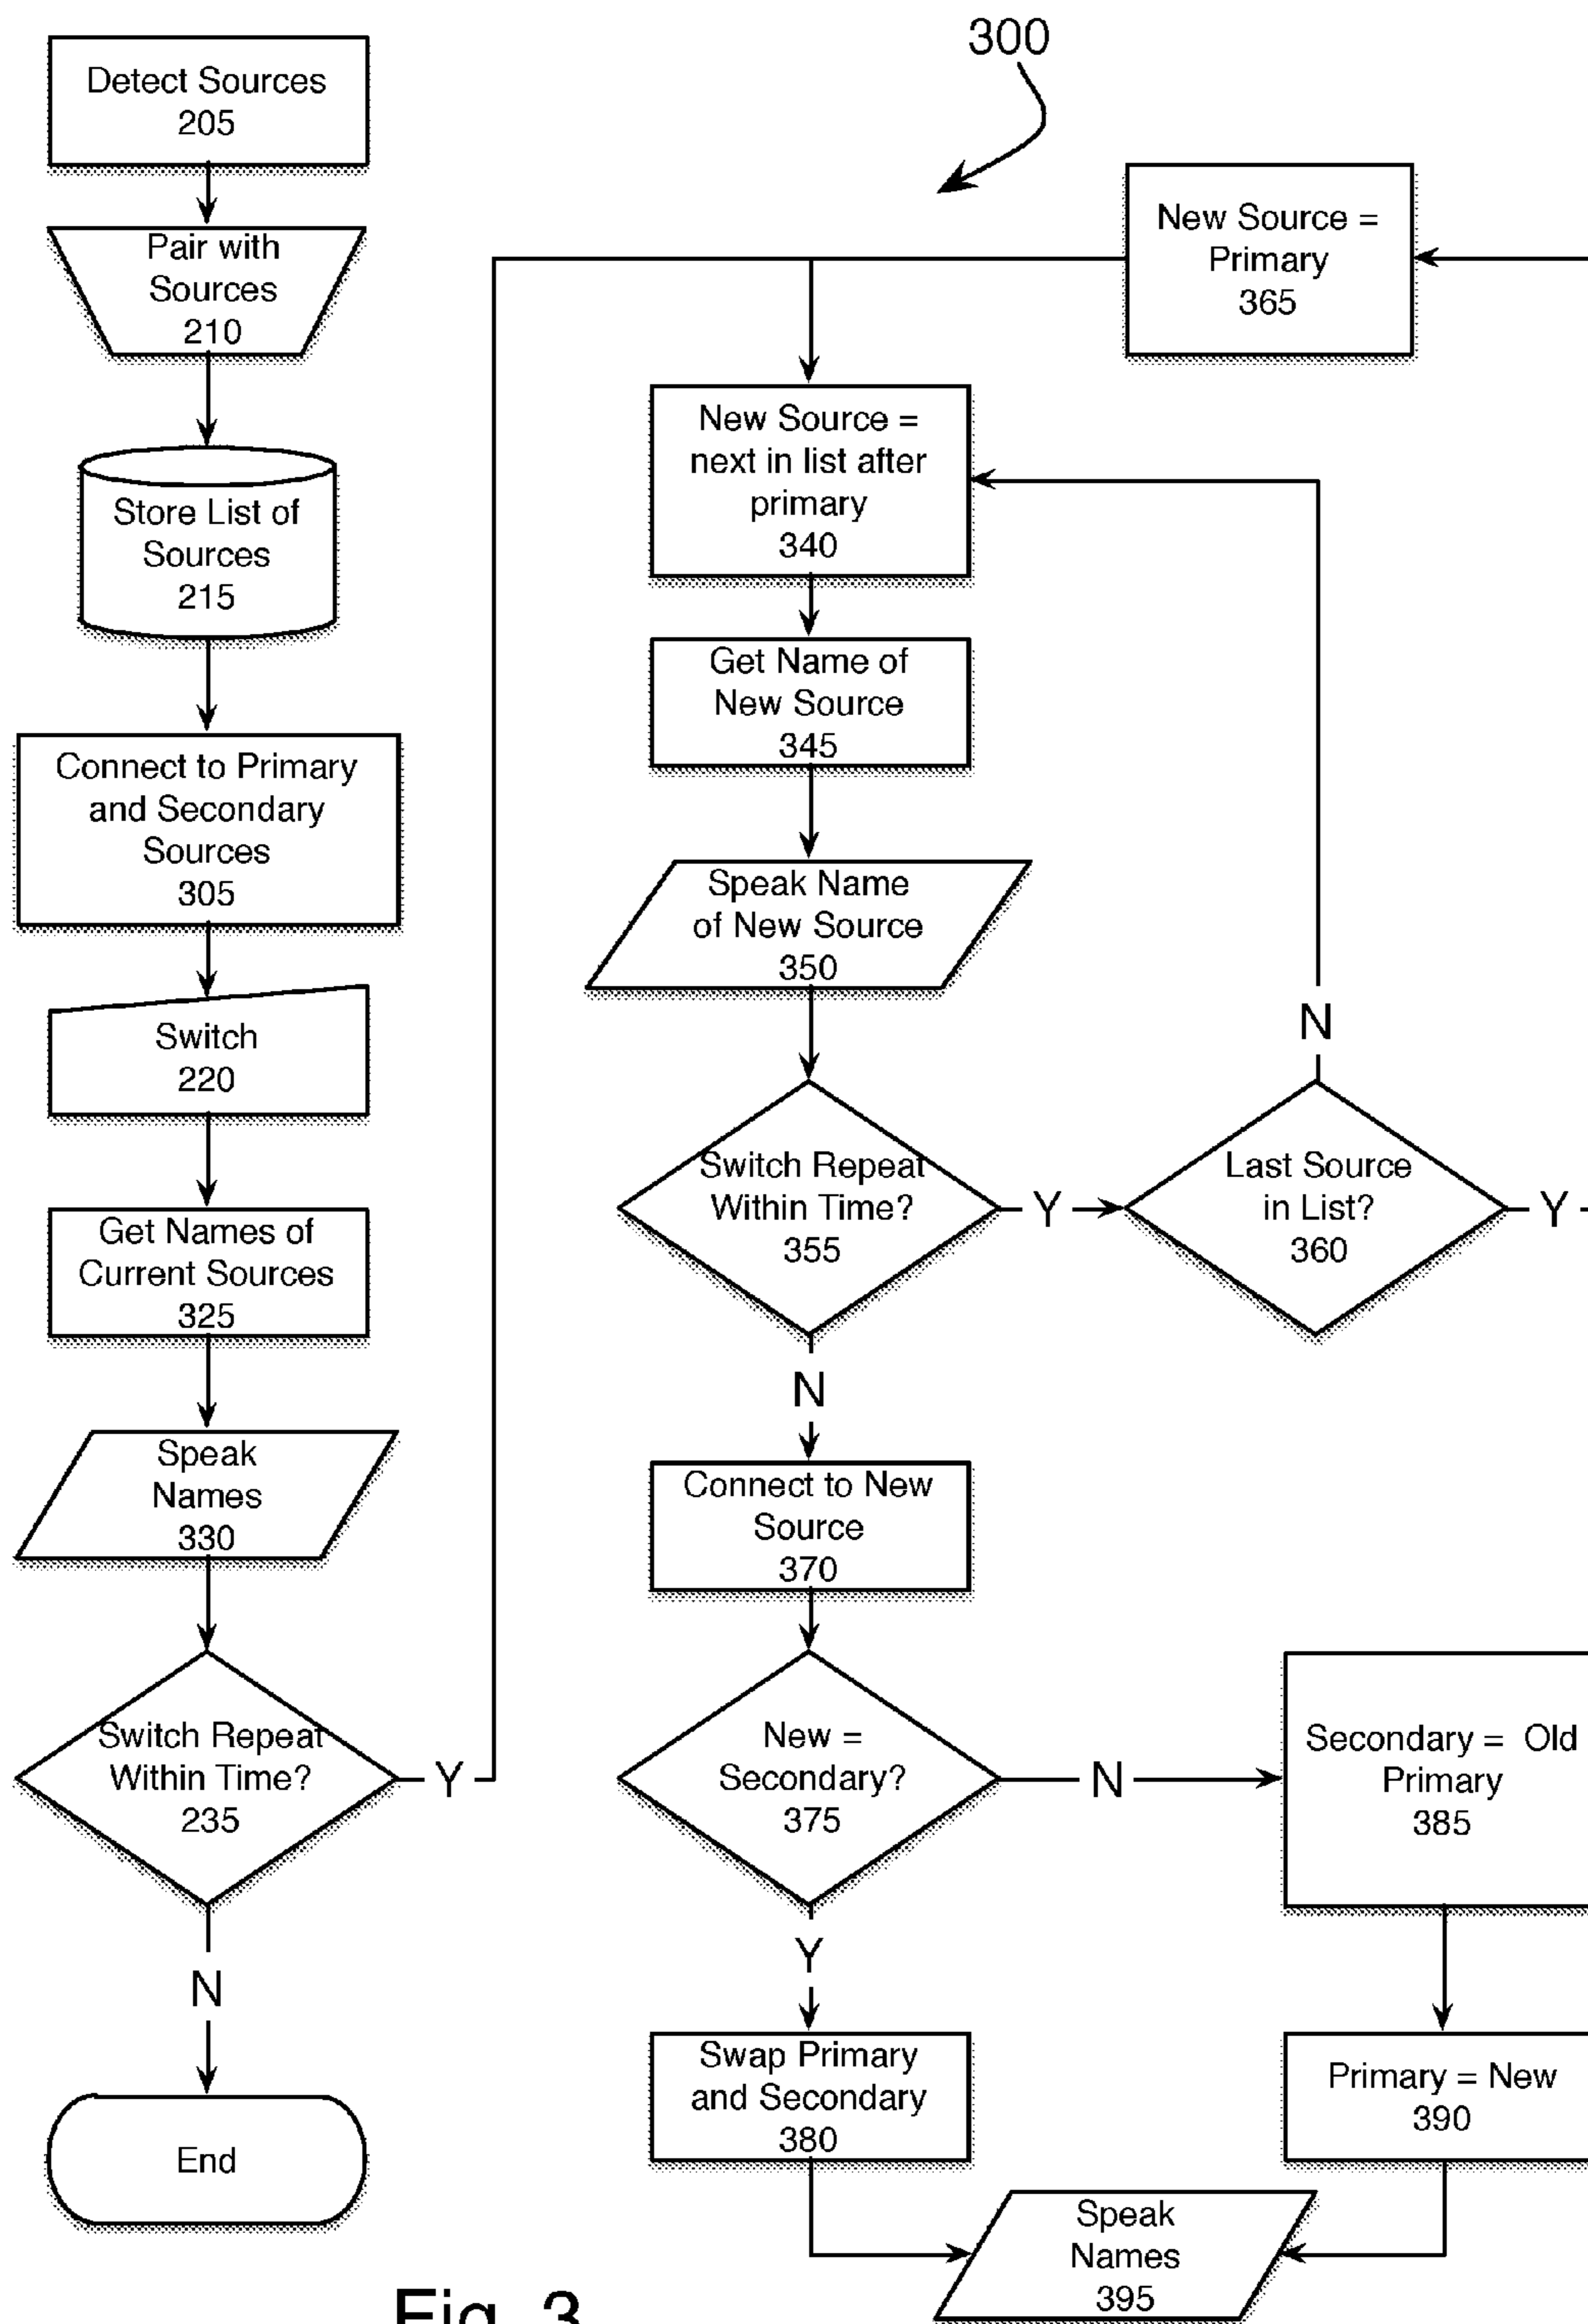 300
Detect Sources
205
Pair with
Sources
210
Store List of
Sources
215
Connect to Primary
and Secondary
Sources
305
Switch
220
Get Names of
Current Sources
325
Speak
Names
330
Switch Repeat
Within Time?
235
Y
N
End
New Source =
Primary
365
New Source =
next in list after
primary
340
Get Name of
New Source
345
Speak Name
of New Source
350
Switch Repeat
Within Time?
355
Y
Last Source
in List?
360
N
Y
N
Connect to New
Source
370
New =
Secondary?
375
N
Secondary = Old
Primary
385
Y
Swap Primary
and Secondary
380
Primary = New
390
Speak
Names
395
Fig. 3